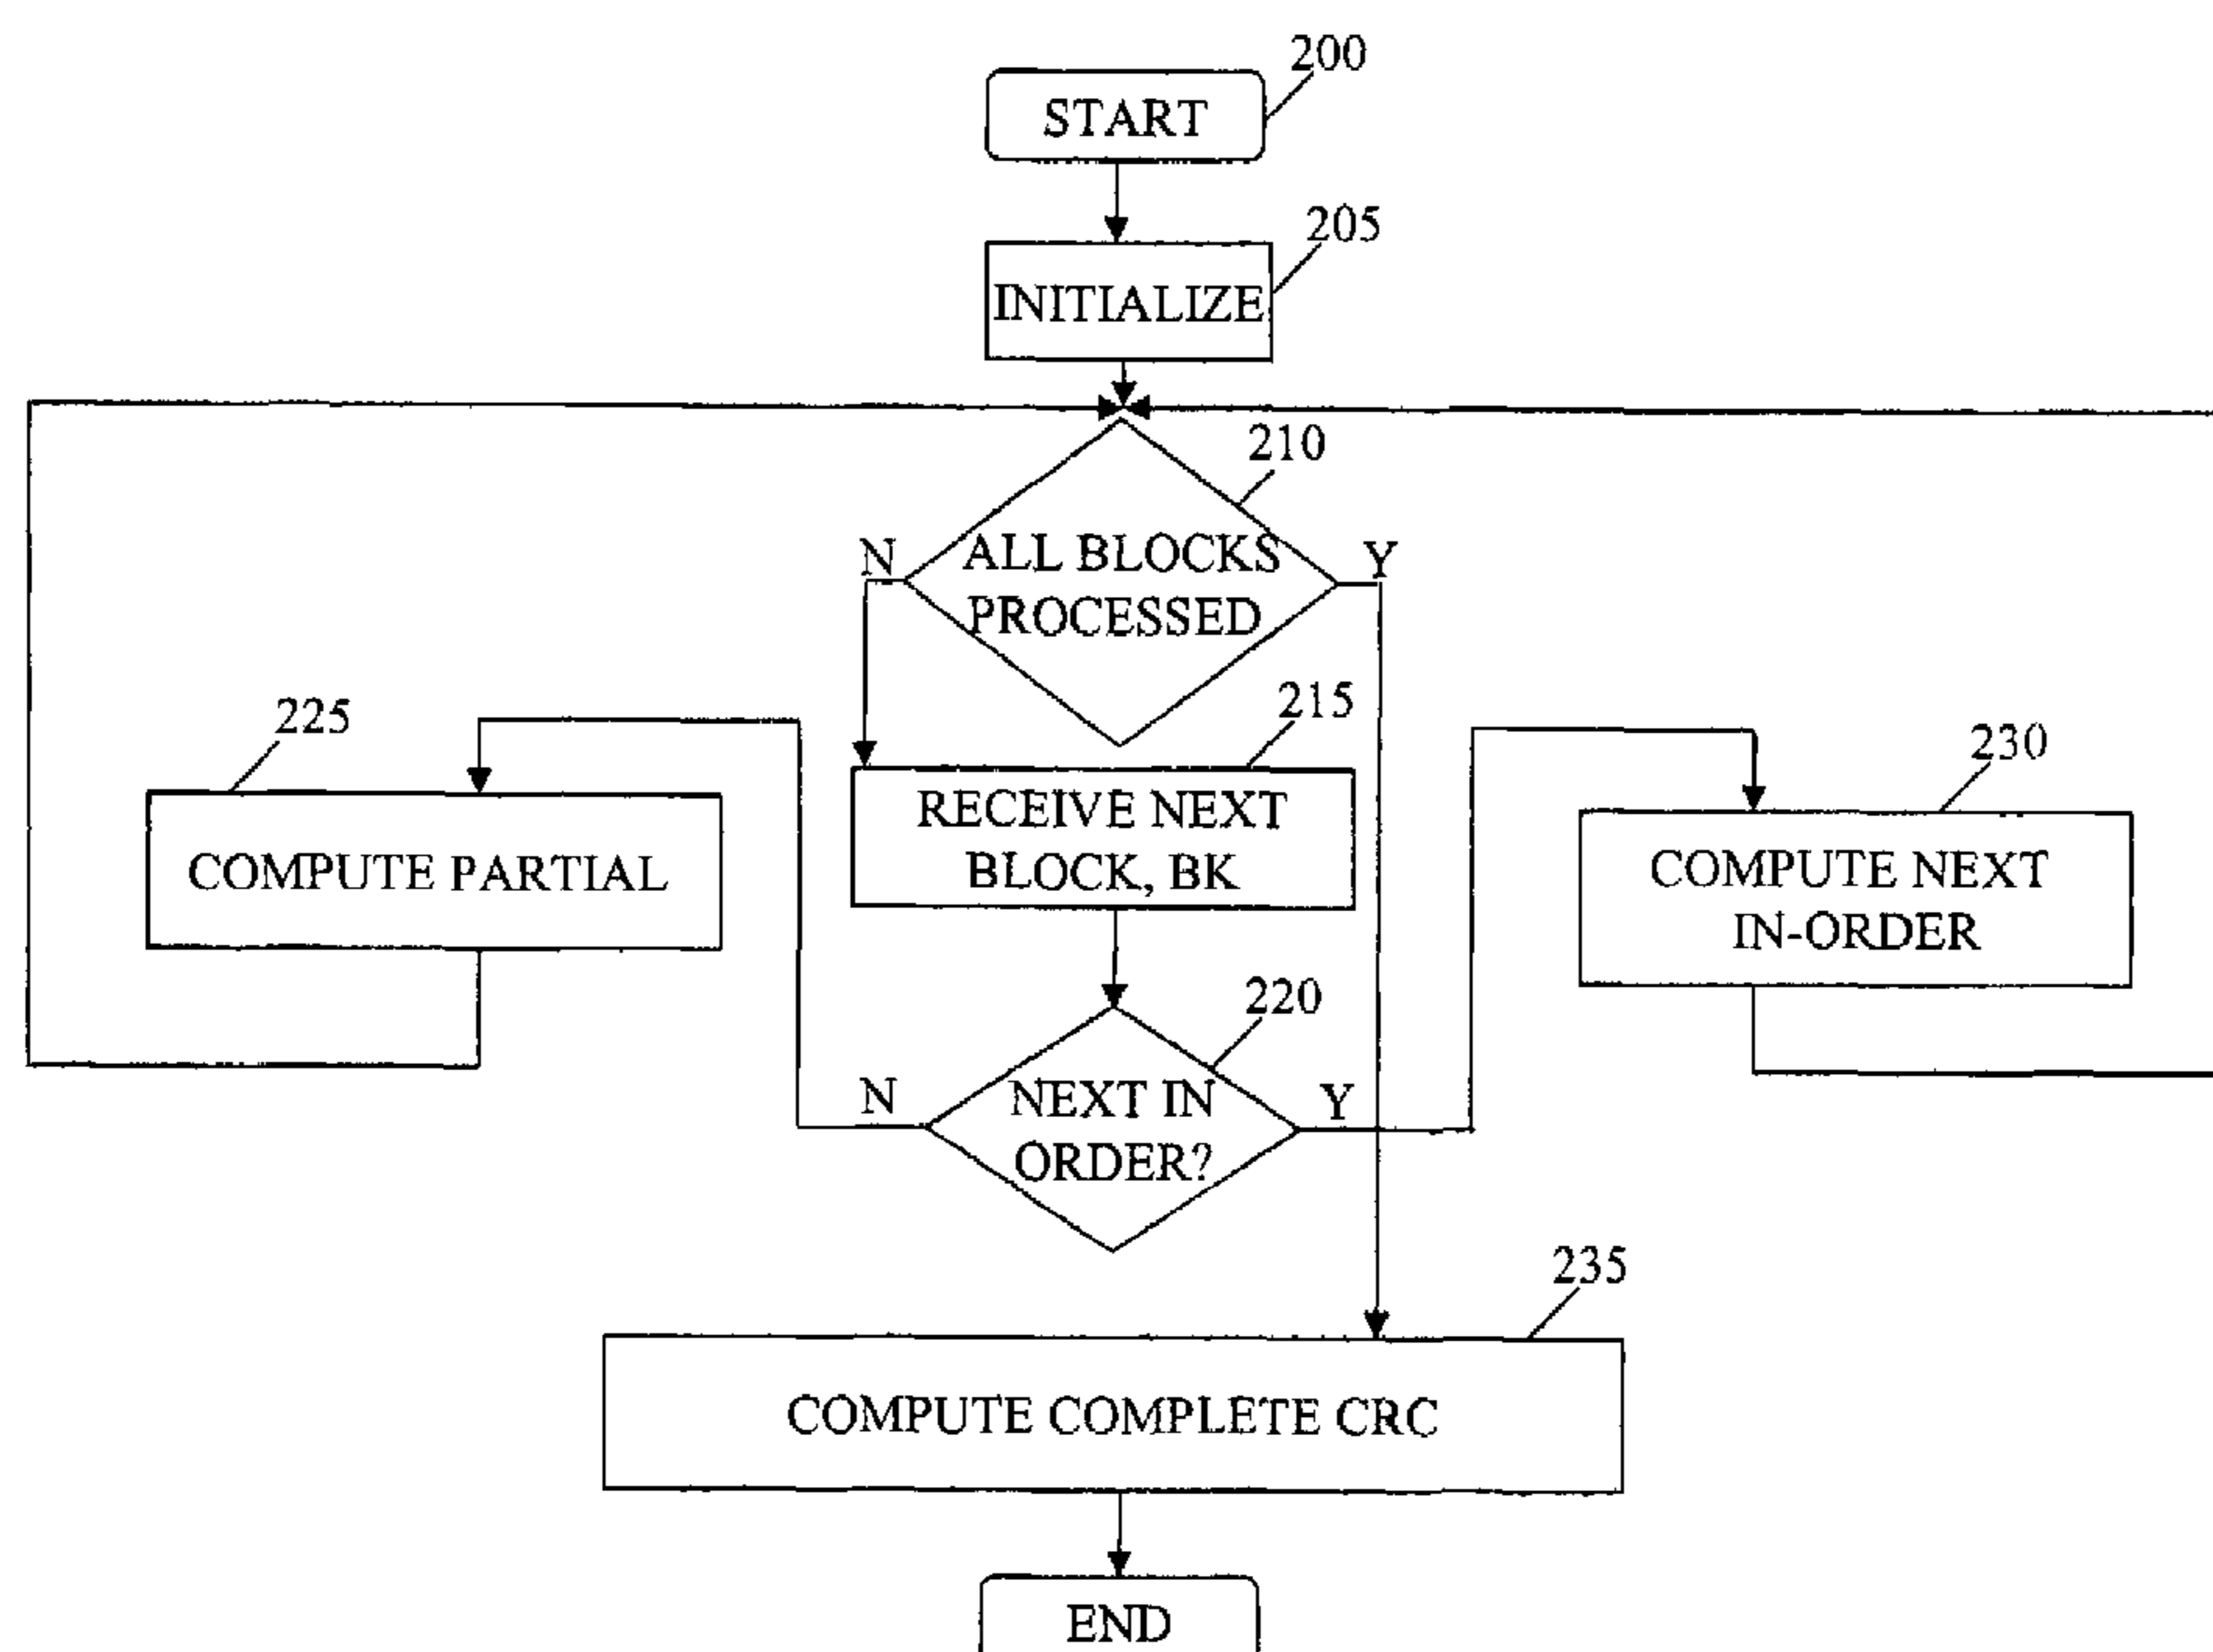 200
START
205
INITIALIZE
210
N
ALL BLOCKS
PROCESSED
Y
215
225
230
RECEIVE NEXT
BLOCK, BK
COMPUTE PARTIAL
COMPUTE NEXT
IN-ORDER
220
N
NEXT IN
ORDER?
Y
235
COMPUTE COMPLETE CRC
END